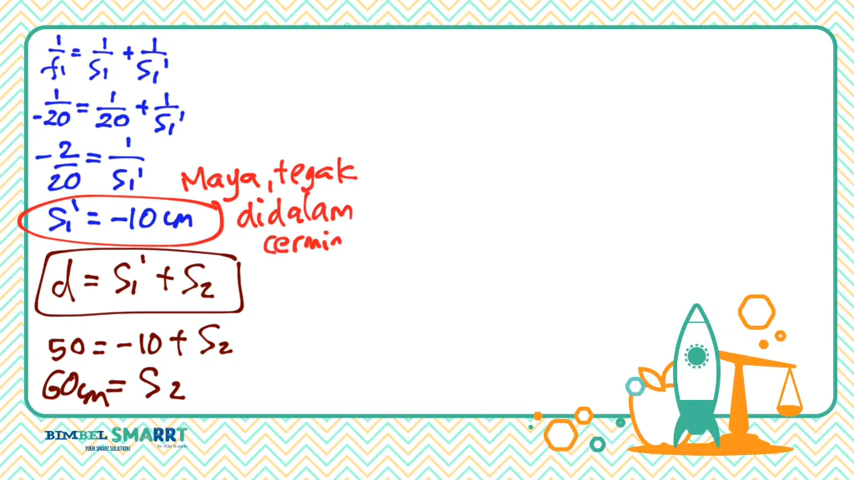 1/f₁ = 1/S₁ + 1/S₁'
1/-20 = 1/20 + 1/S₁'
-2/20 = 1/S₁'
S₁' = -10 cm
Maya, tegak
didalam
cermin
d = S₁' + S₂
50 = -10 + S₂
60cm = S₂
BIMBEL SMARRT
YOUR SMART SOLUTION!